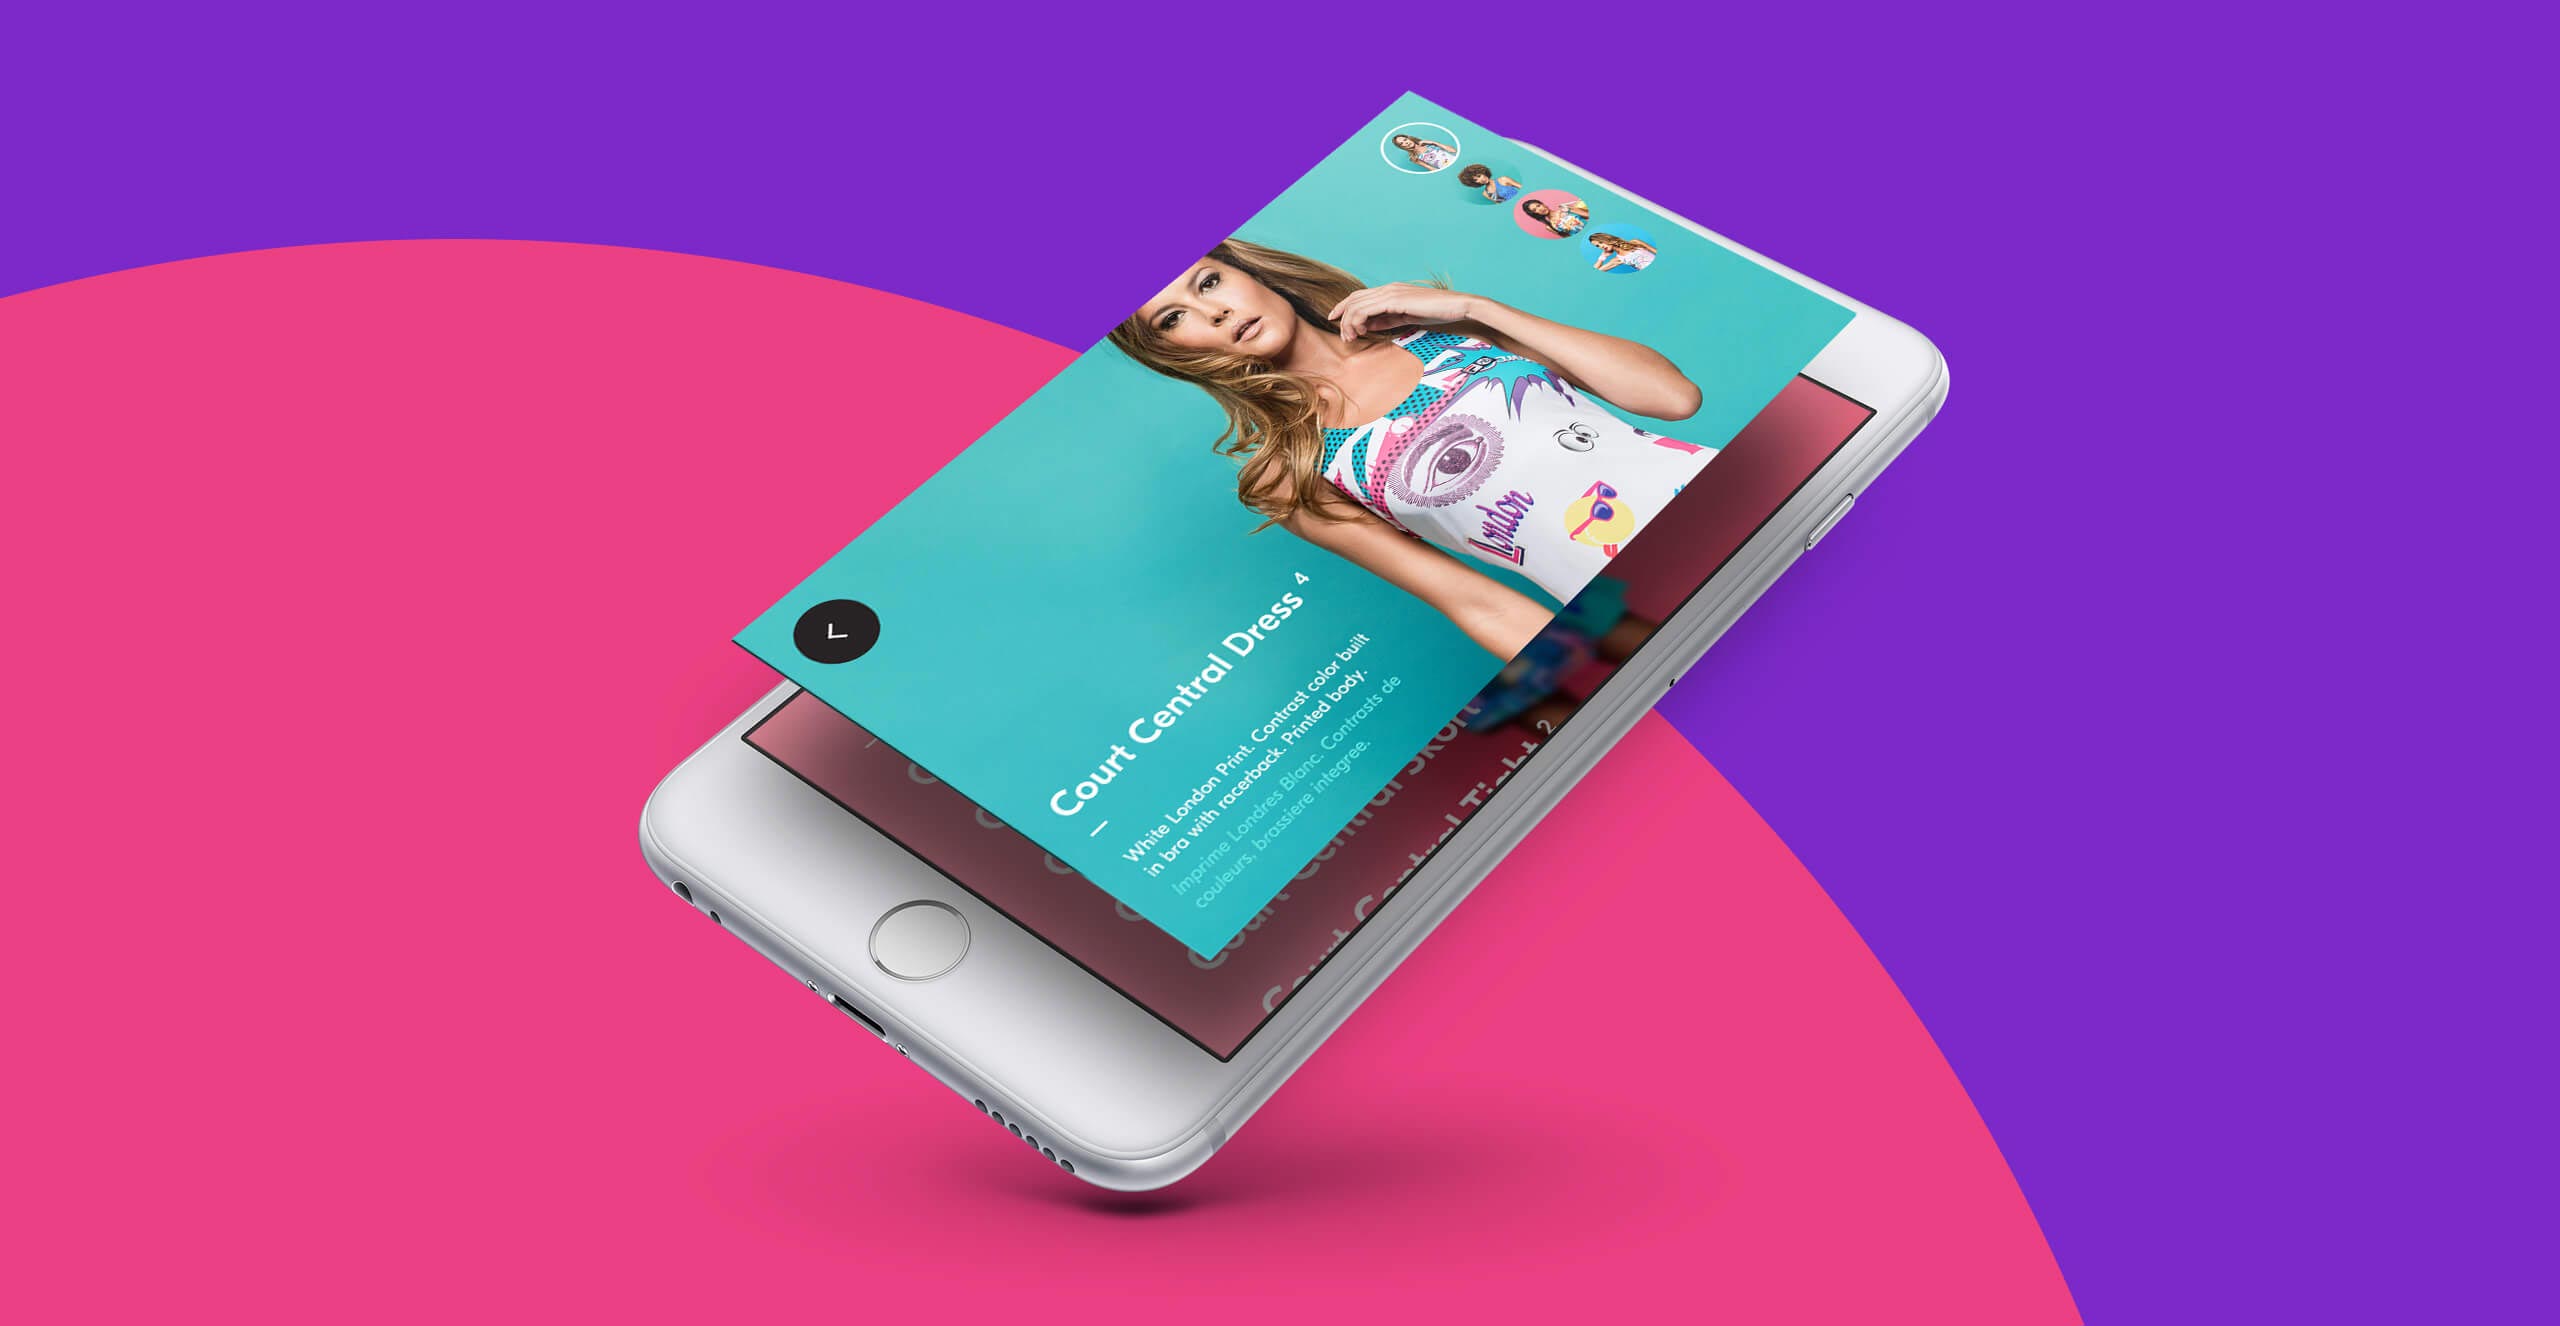 Court Central Dress 4
White London Print. Contrast color built
in bra with racerback. Printed body.
Imprime Londres Blanc. Contrasts de
couleurs, brassiere integree.
London
Court Central Skort
Court Central Tight 2